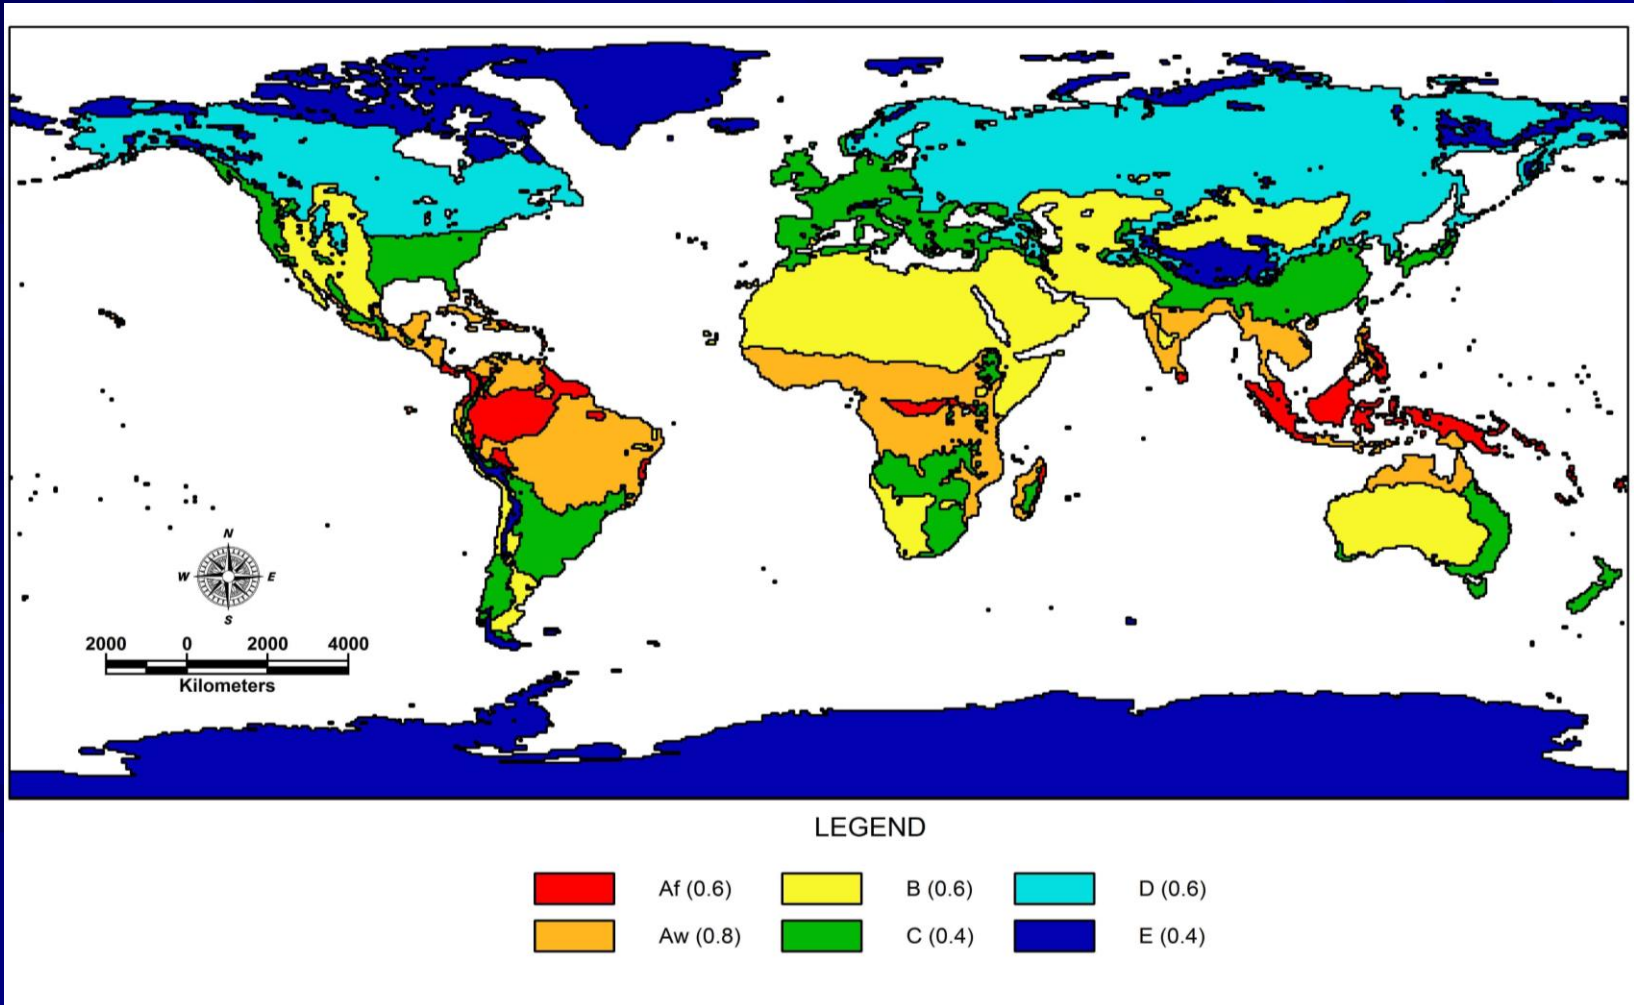 N
W E
S
2000 0 2000 4000
Kilometers
LEGEND
Af (0.6) B (0.6) D (0.6)
Aw (0.8) C (0.4) E (0.4)